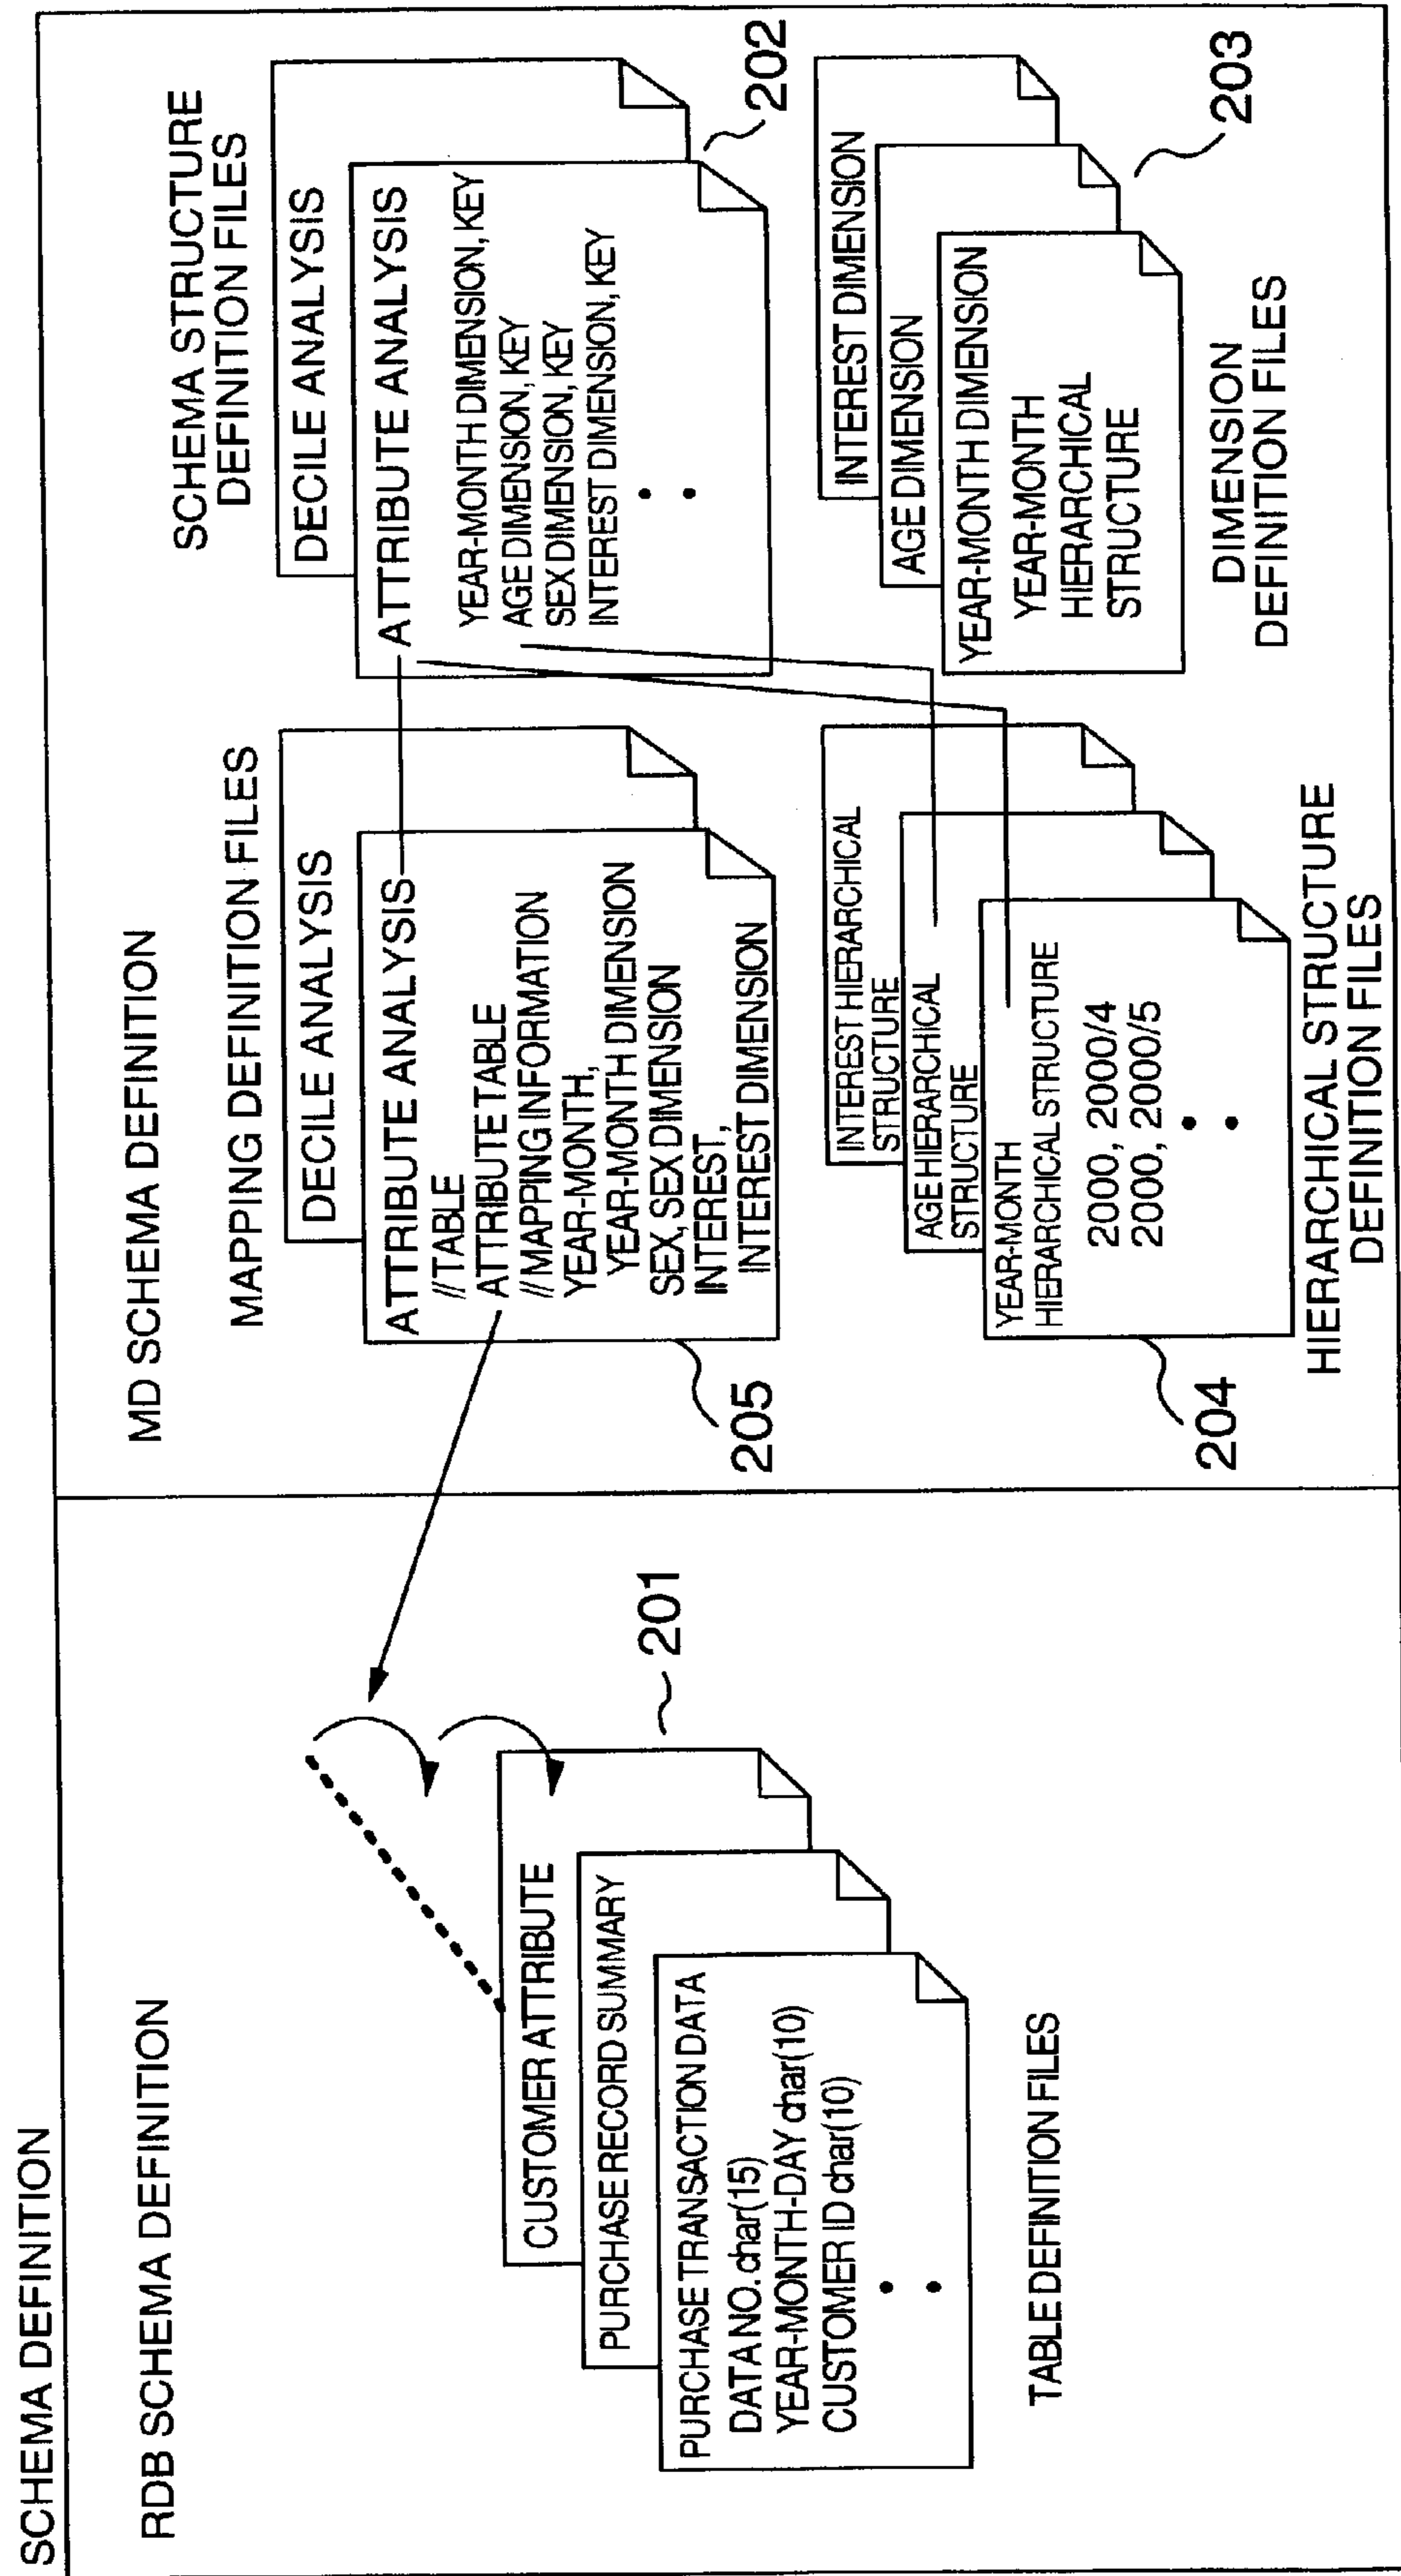 SCHEMA DEFINITION
RDB SCHEMA DEFINITION
CUSTOMER ATTRIBUTE
PURCHASE RECORD SUMMARY
PURCHASE TRANSACTION DATA
DATA NO. char(15)
YEAR-MONTH-DAY char(10)
CUSTOMER ID char(10)
201
TABLE DEFINITION FILES
MD SCHEMA DEFINITION
MAPPING DEFINITION FILES
DECILE ANALYSIS
ATTRIBUTE ANALYSIS
//TABLE
ATTRIBUTE TABLE
//MAPPING INFORMATION
YEAR-MONTH,
YEAR-MONTH DIMENSION
SEX, SEX DIMENSION
INTEREST,
INTEREST DIMENSION
205
SCHEMA STRUCTURE
DEFINITION FILES
DECILE ANALYSIS
ATTRIBUTE ANALYSIS
YEAR-MONTH DIMENSION, KEY
AGE DIMENSION, KEY
SEX DIMENSION, KEY
INTEREST DIMENSION, KEY
202
INTEREST HIERARCHICAL
STRUCTURE
AGE HIERARCHICAL
STRUCTURE
YEAR-MONTH
HIERARCHICAL STRUCTURE
2000, 2000/4
2000, 2000/5
204
HIERARCHICAL STRUCTURE
DEFINITION FILES
INTEREST DIMENSION
AGE DIMENSION
YEAR-MONTH DIMENSION
YEAR-MONTH
HIERARCHICAL
STRUCTURE
203
DIMENSION
DEFINITION FILES